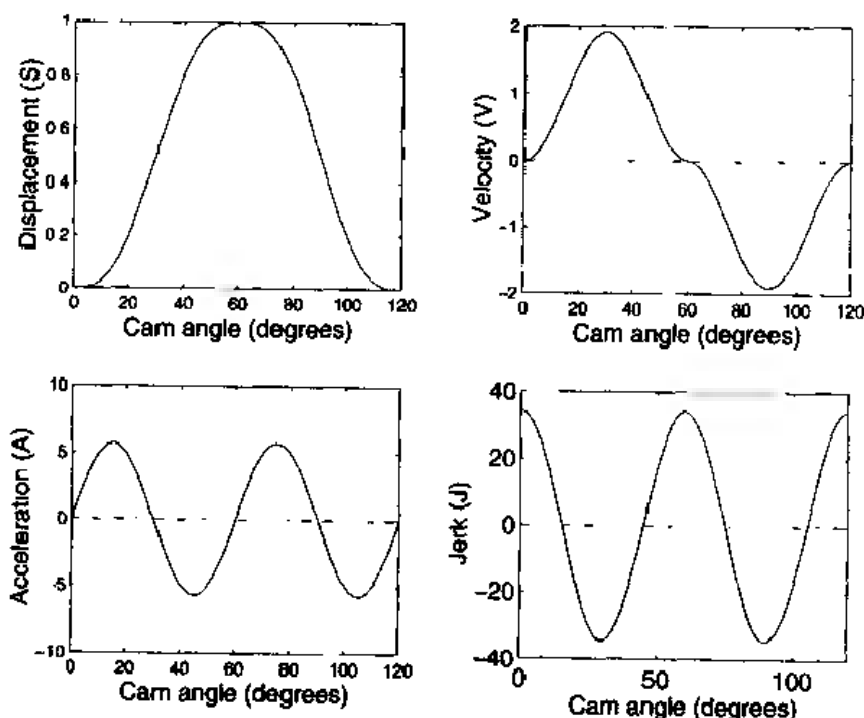 1
0 8
0 6
0.4
0 2
0
0 20 40 60 80 100 120
iDisplacement (S)
Cam angle (degrees)
2
1
0
-1
-2
0 20 40 60 80 100 120
Velocity (V)
Cam angle (degrees)
10
5
0
-5
-10
0 20 40 60 80 100 120
Acceleration (A)
Cam angle (degrees)
40
20
0
-20
-40
0 50 100
Jerk (J)
Cam angle (degrees)